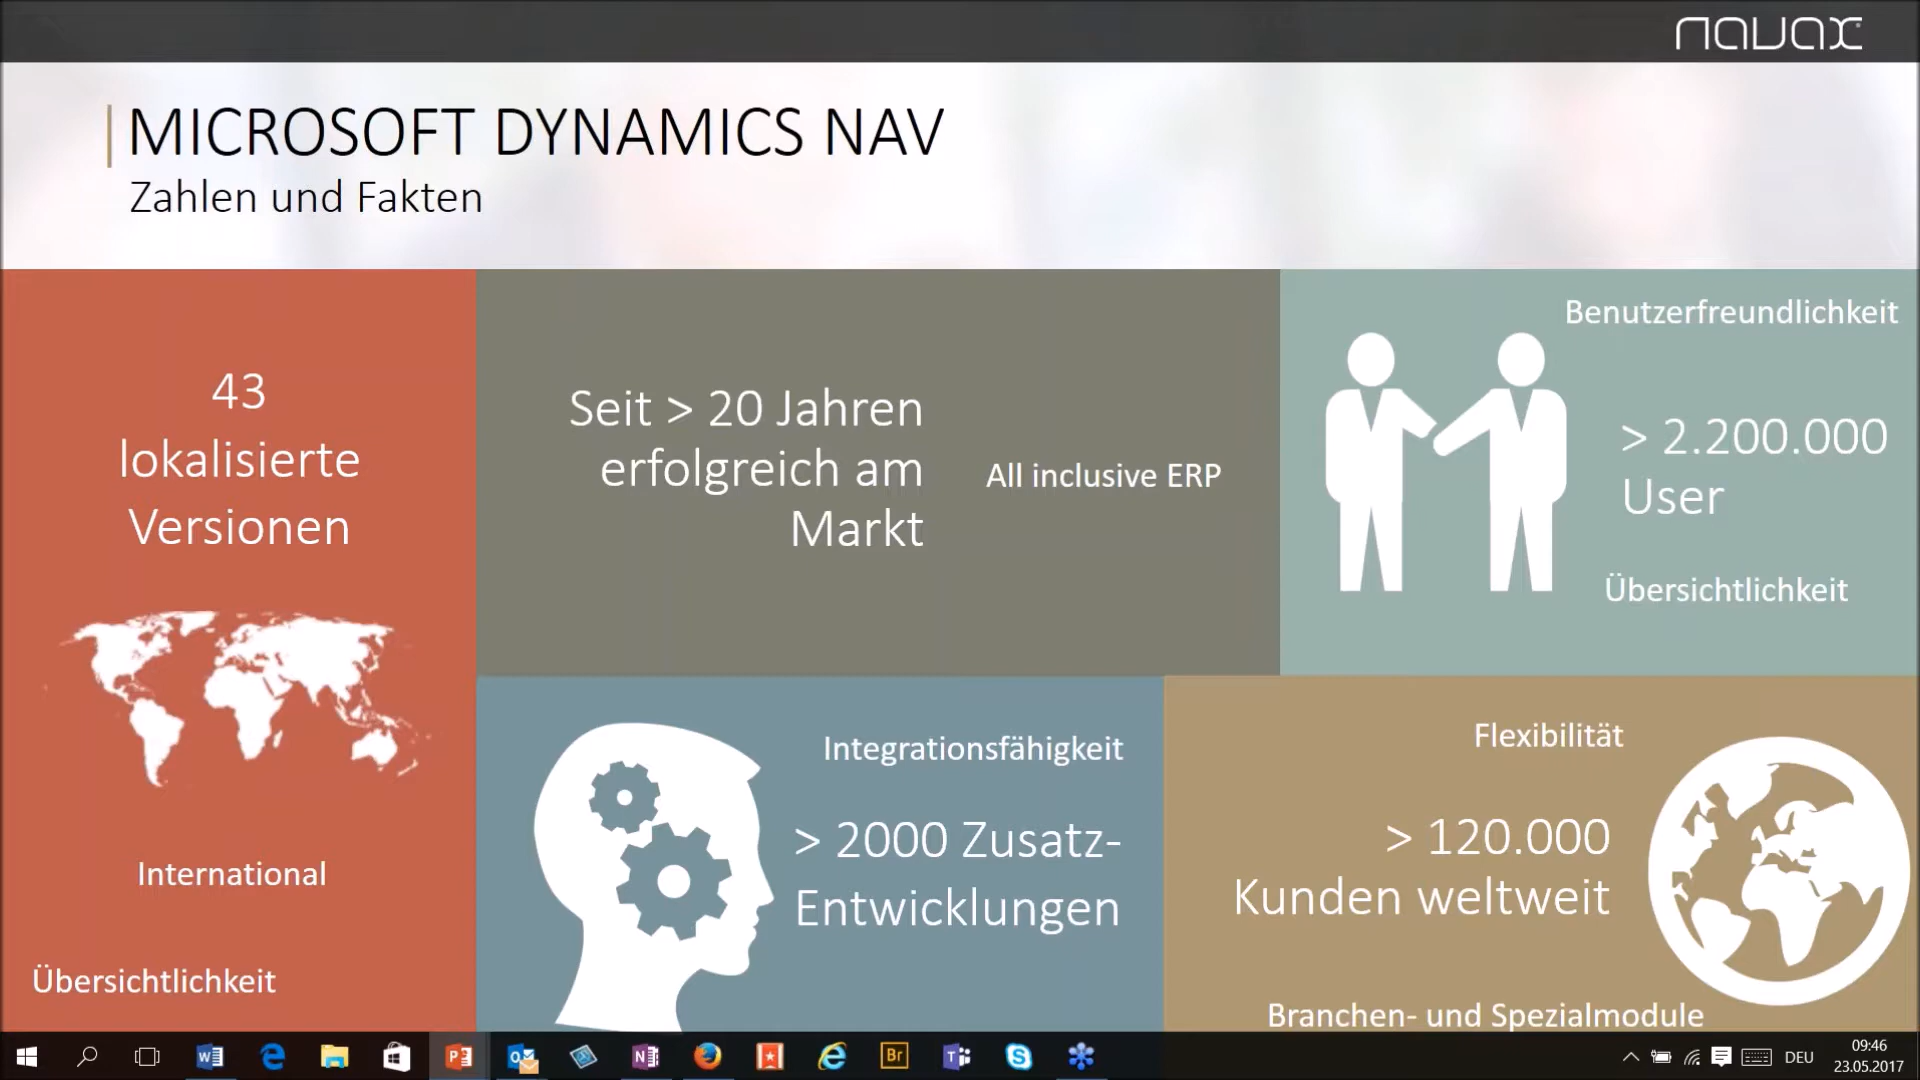 navax
MICROSOFT DYNAMICS NAV
Zahlen und Fakten
43
lokalisierte
Versionen
International
Übersichtlichkeit
Seit > 20 Jahren
erfolgreich am
Markt
All inclusive ERP
Benutzerfreundlichkeit
> 2.200.000
User
Übersichtlichkeit
Integrationsfähigkeit
> 2000 Zusatz-
Entwicklungen
Flexibilität
> 120.000
Kunden weltweit
Branchen- und Spezialmodule
Br
DEU
09:46
23.05.2017